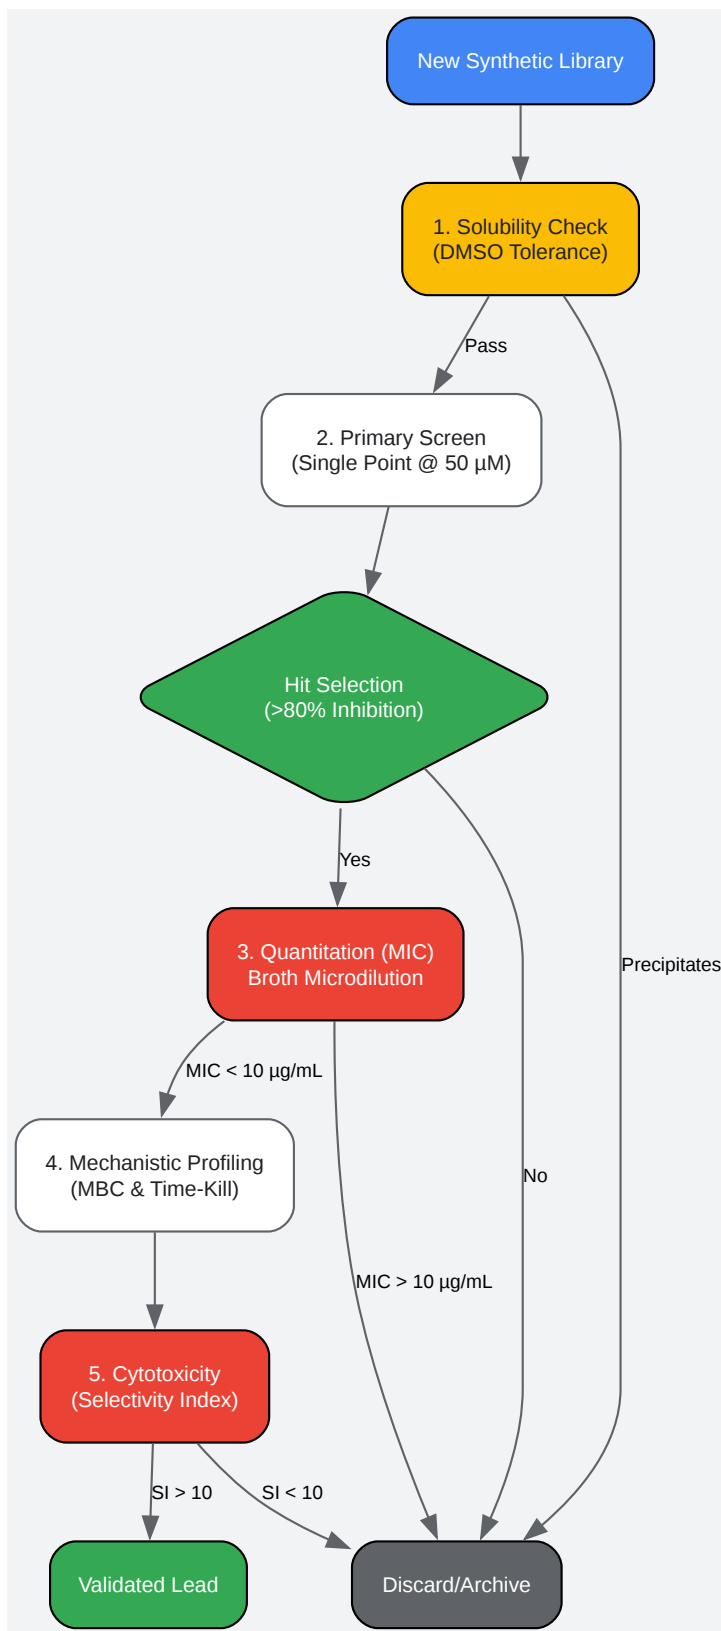 New Synthetic Library
1. Solubility Check
(DMSO Tolerance)
Pass
2. Primary Screen
(Single Point @ 50 µM)
Hit Selection
(>80% Inhibition)
Yes
3. Quantitation (MIC)
Broth Microdilution
Precipitates
MIC < 10 µg/mL
4. Mechanistic Profiling
(MBC & Time-Kill)
No
MIC > 10 µg/mL
5. Cytotoxicity
(Selectivity Index)
SI > 10
SI < 10
Validated Lead
Discard/Archive